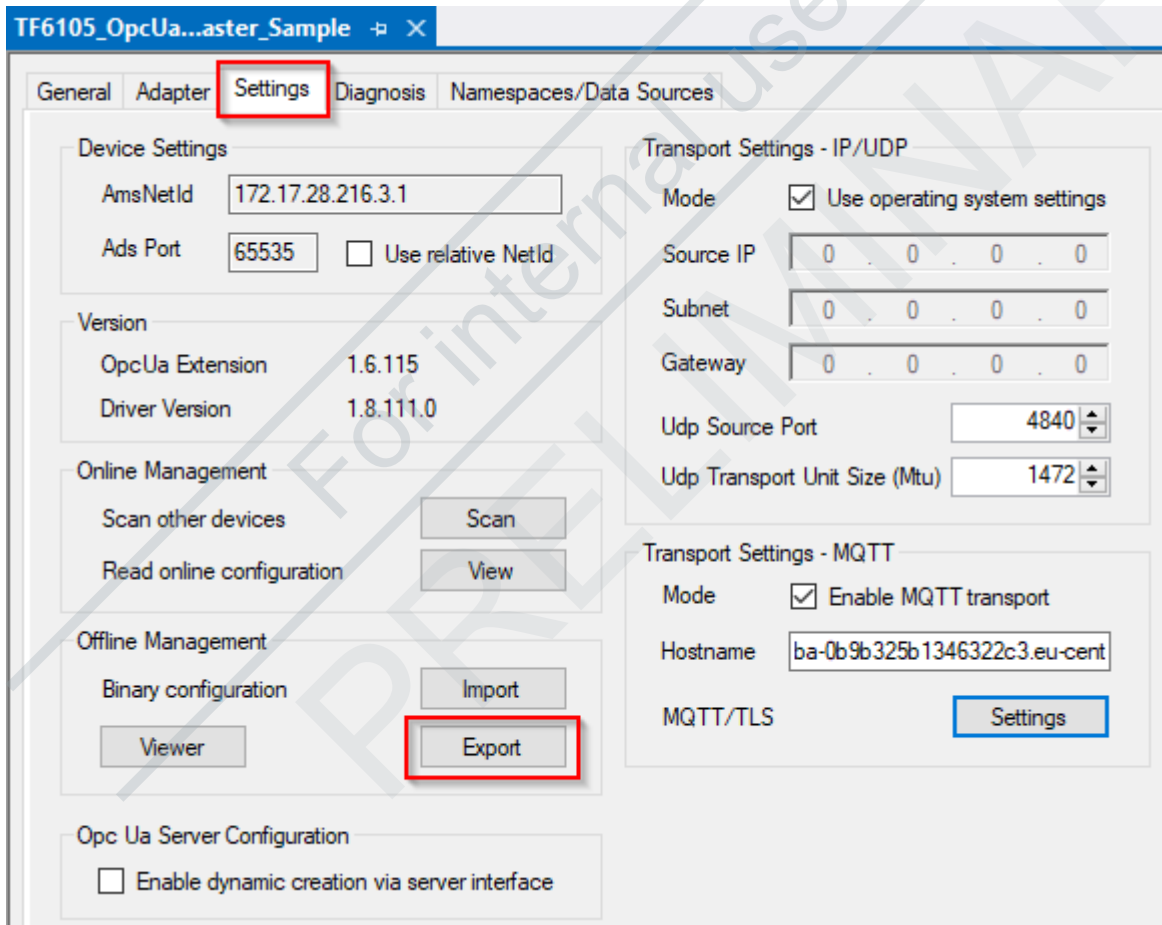 TF6105_OpcUa...aster_Sample
General Adapter Settings Diagnosis Namespaces/Data Sources
Device Settings
AmsNetId 172.17.28.216.3.1
Ads Port 65535 Use relative NetId
Version
OpcUa Extension 1.6.115
Driver Version 1.8.111.0
Online Management
Scan other devices Scan
Read online configuration View
Offline Management
Binary configuration Import
Viewer Export
Opc Ua Server Configuration
Enable dynamic creation via server interface
Transport Settings - IP/UDP
Mode Use operating system settings
Source IP 0 . 0 . 0 . 0
Subnet 0 . 0 . 0 . 0
Gateway 0 . 0 . 0 . 0
Udp Source Port 4840
Udp Transport Unit Size (Mtu) 1472
Transport Settings - MQTT
Mode Enable MQTT transport
Hostname ba-0b9b325b1346322c3.eu-cent
MQTT/TLS Settings
For internal use